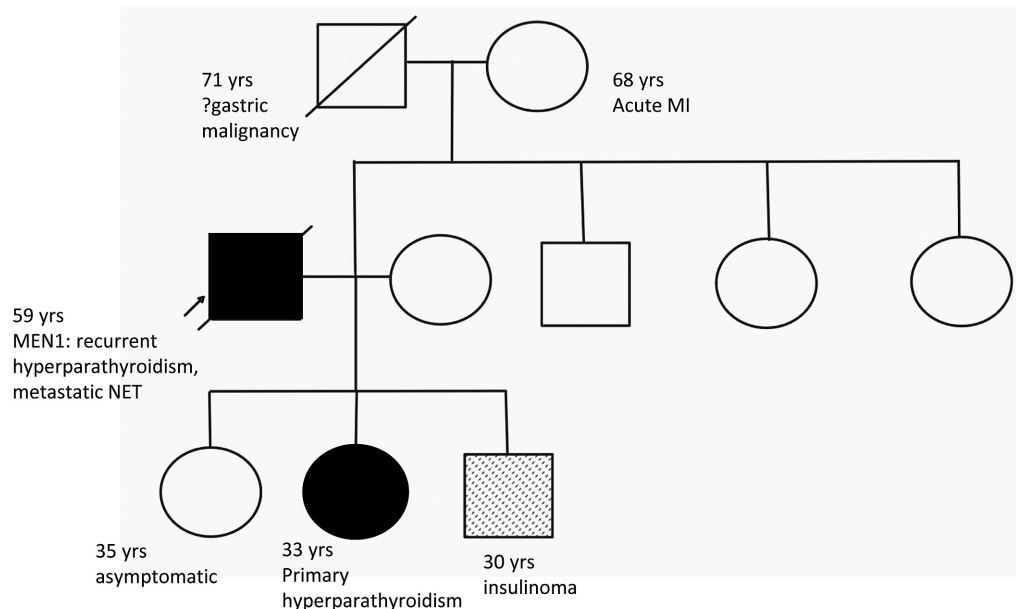 71 yrs
?gastric
malignancy
68 yrs
Acute MI
59 yrs
MEN1: recurrent
hyperparathyroidism,
metastatic NET
35 yrs
asymptomatic
33 yrs
Primary
hyperparathyroidism
30 yrs
insulinoma